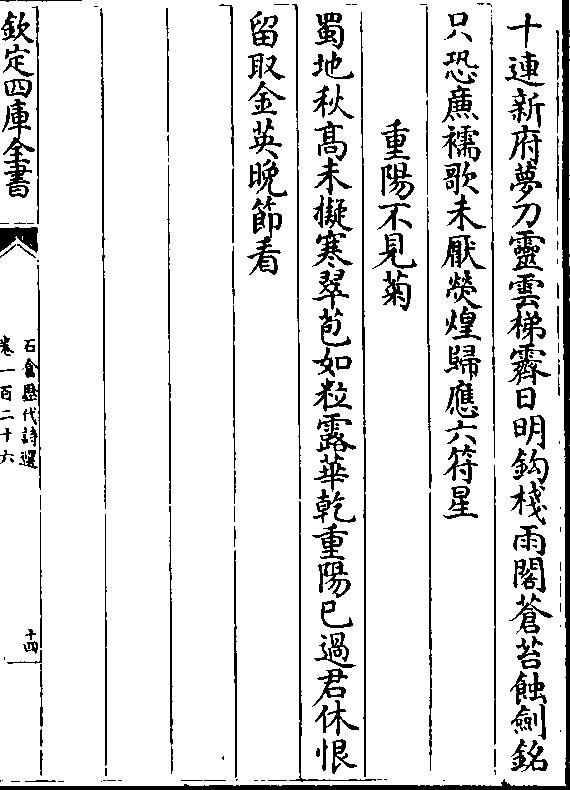 十連新府夢刀靈雲梯霽日明鈎棧雨閣蒼苔蝕劍銘
只恐廉襦歌未厭熒煌歸應六符星
重陽不見菊
蜀地秋髙未擬寒翠苞如粒露華乾重陽已過君休恨
留取金英晚節看
欽定四庫全書
石倉歷代詩選
卷一百二十六
十四